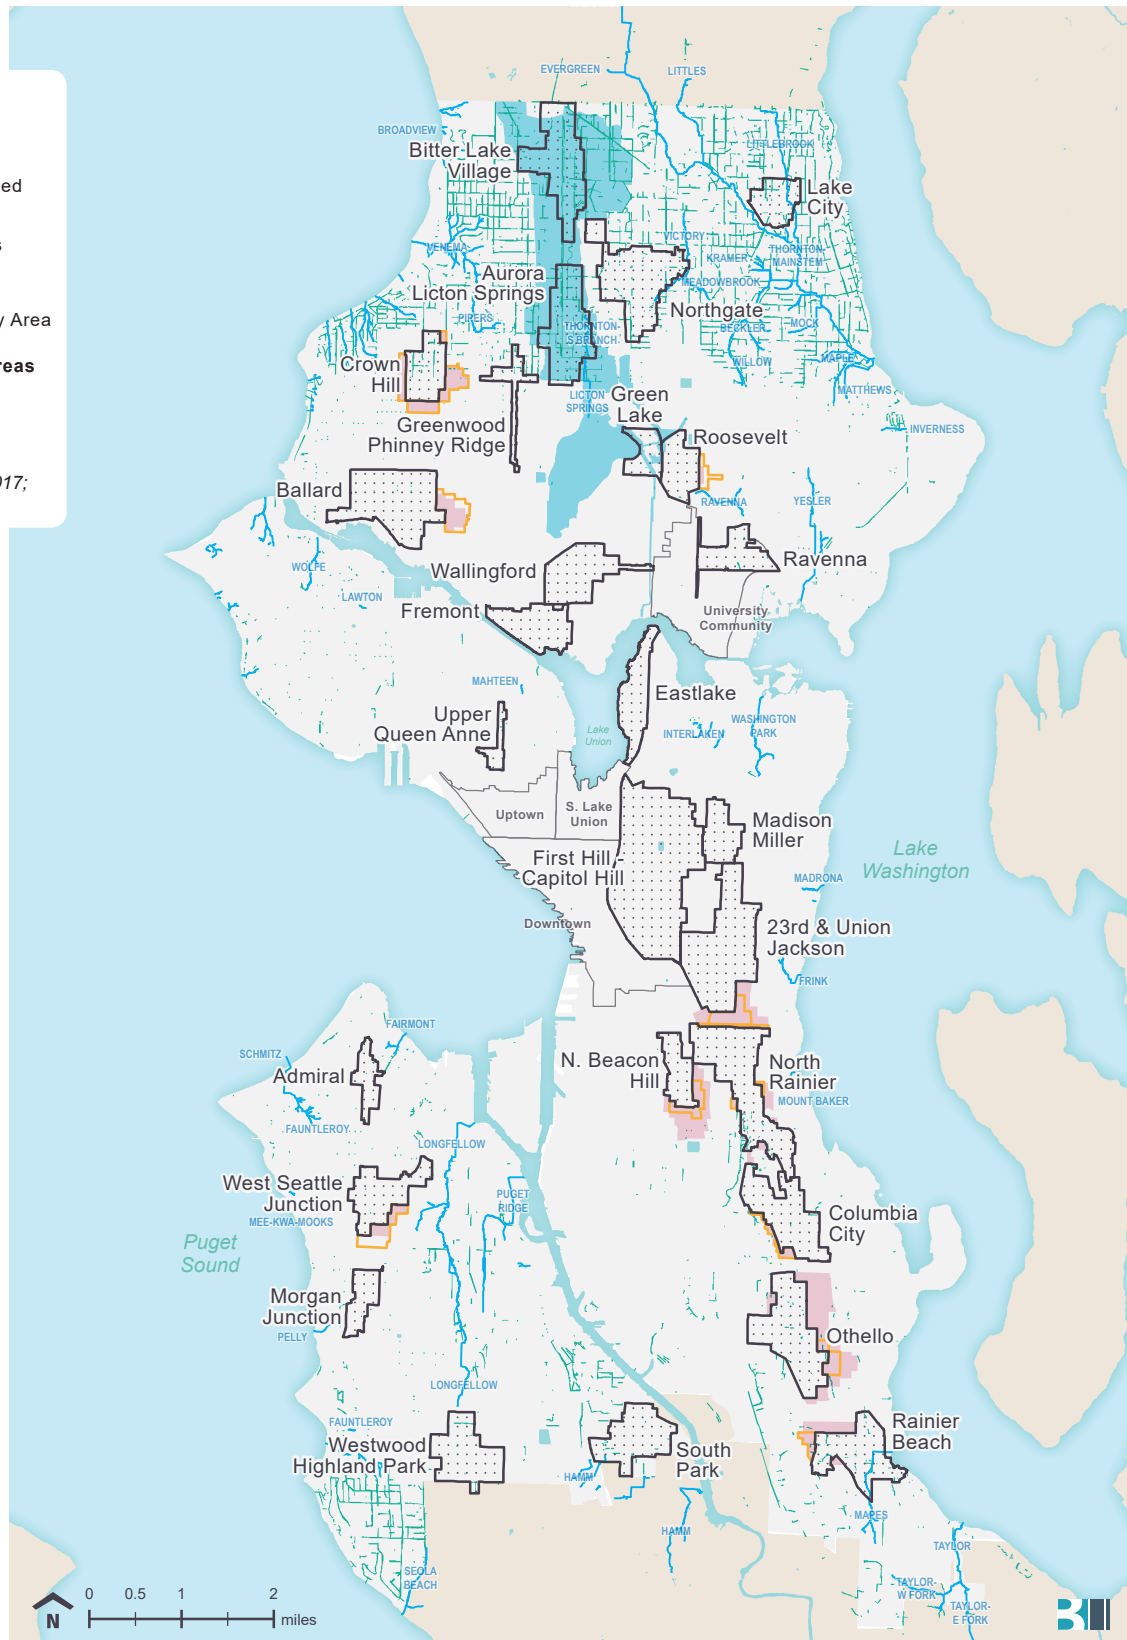 EVERGREEN
LITTLES
BROADVIEW
Bitter Lake
Village
LITTLEBROOK
ed
Lake
City
s
VENEMA
VICTORY
KRAMER
THORNTON-
MAINSTEM
Aurora
Licton Springs
MEADOWBROOK
Northgate
y Area
PIPERS
THORNTON-
S BRANCH
BECKLER
MOCK
reas
Crown
Hill
WILLOW
MAPLE
MATTHEWS
LICTON
SPRINGS
Green
Lake
Greenwood
Phinney Ridge
Roosevelt
INVERNESS
017;
Ballard
RAVENNA
YESLER
WOLFE
Wallingford
Ravenna
LAWTON
Fremont
University
Community
MAHTEEN
Eastlake
Upper
Queen Anne
Lake
Union
INTERLAKEN
WASHINGTON
PARK
Uptown
S. Lake
Union
Madison
Miller
First Hill -
Capitol Hill
Lake
Washington
MADRONA
Downtown
23rd & Union
Jackson
FRINK
FAIRMONT
SCHMITZ
Admiral
N. Beacon
Hill
North
Rainier
MOUNT BAKER
FAUNTLEROY
LONGFELLOW
West Seattle
Junction
MEE-KWA-MOOKS
PUGET
RIDGE
Columbia
City
Puget
Sound
Morgan
Junction
PELLY
Othello
LONGFELLOW
FAUNTLEROY
Westwood
Highland Park
South
Park
Rainier
Beach
HAMM
HAMM
MAPES
TAYLOR
SEOLA
BEACH
TAYLOR-
W FORK
TAYLOR-
E FORK
N
0 0.5 1 2
miles